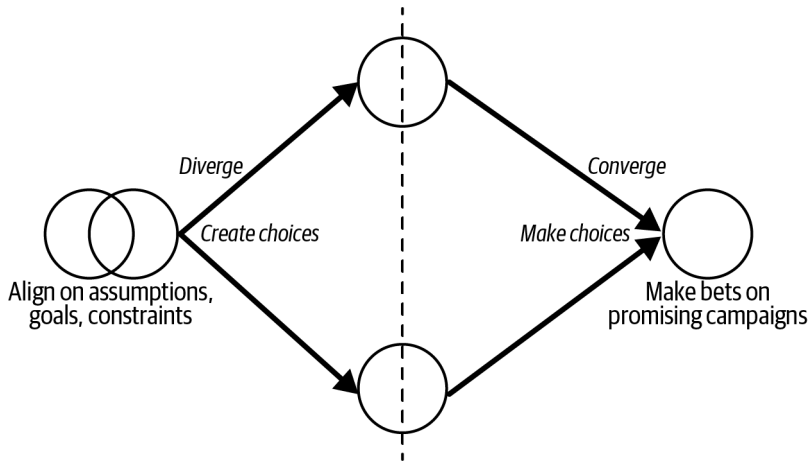 Diverge
Converge
Create choices
Make choices
Align on assumptions,
goals, constraints
Make bets on
promising campaigns